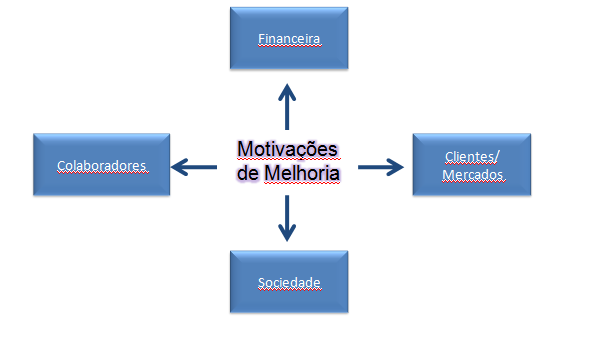 Financeira
Colaboradores
Motivações
de Melhoria
Clientes/
Mercados
Sociedade